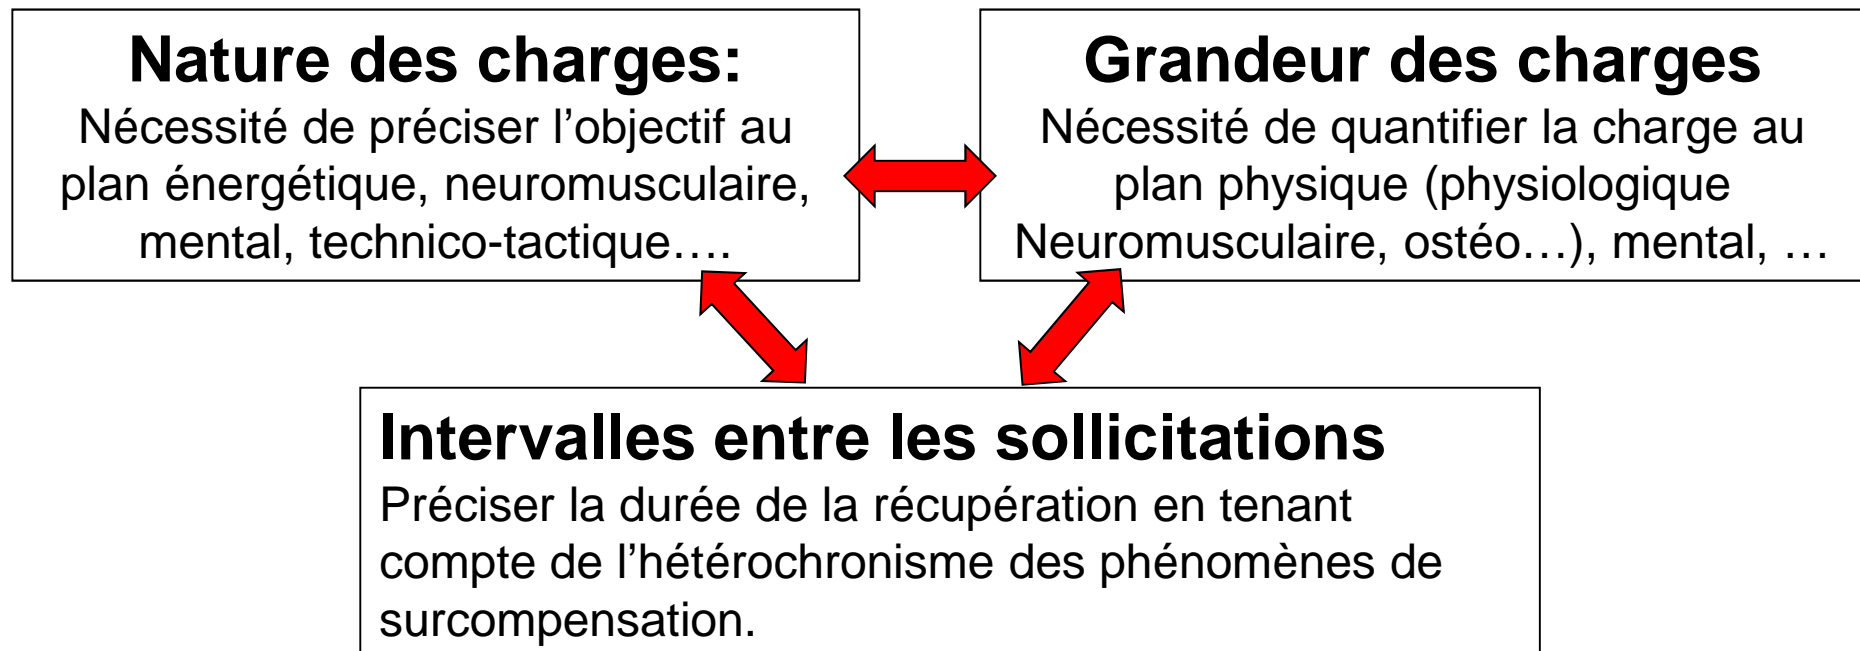 Nature des charges:
Nécessité de préciser l’objectif au
plan énergétique, neuromusculaire,
mental, technico-tactique….
Grandeur des charges
Nécessité de quantifier la charge au
plan physique (physiologique
Neuromusculaire, ostéo…), mental, …
Intervalles entre les sollicitations
Préciser la durée de la récupération en tenant
compte de l’hétérochronisme des phénomènes de
surcompensation.